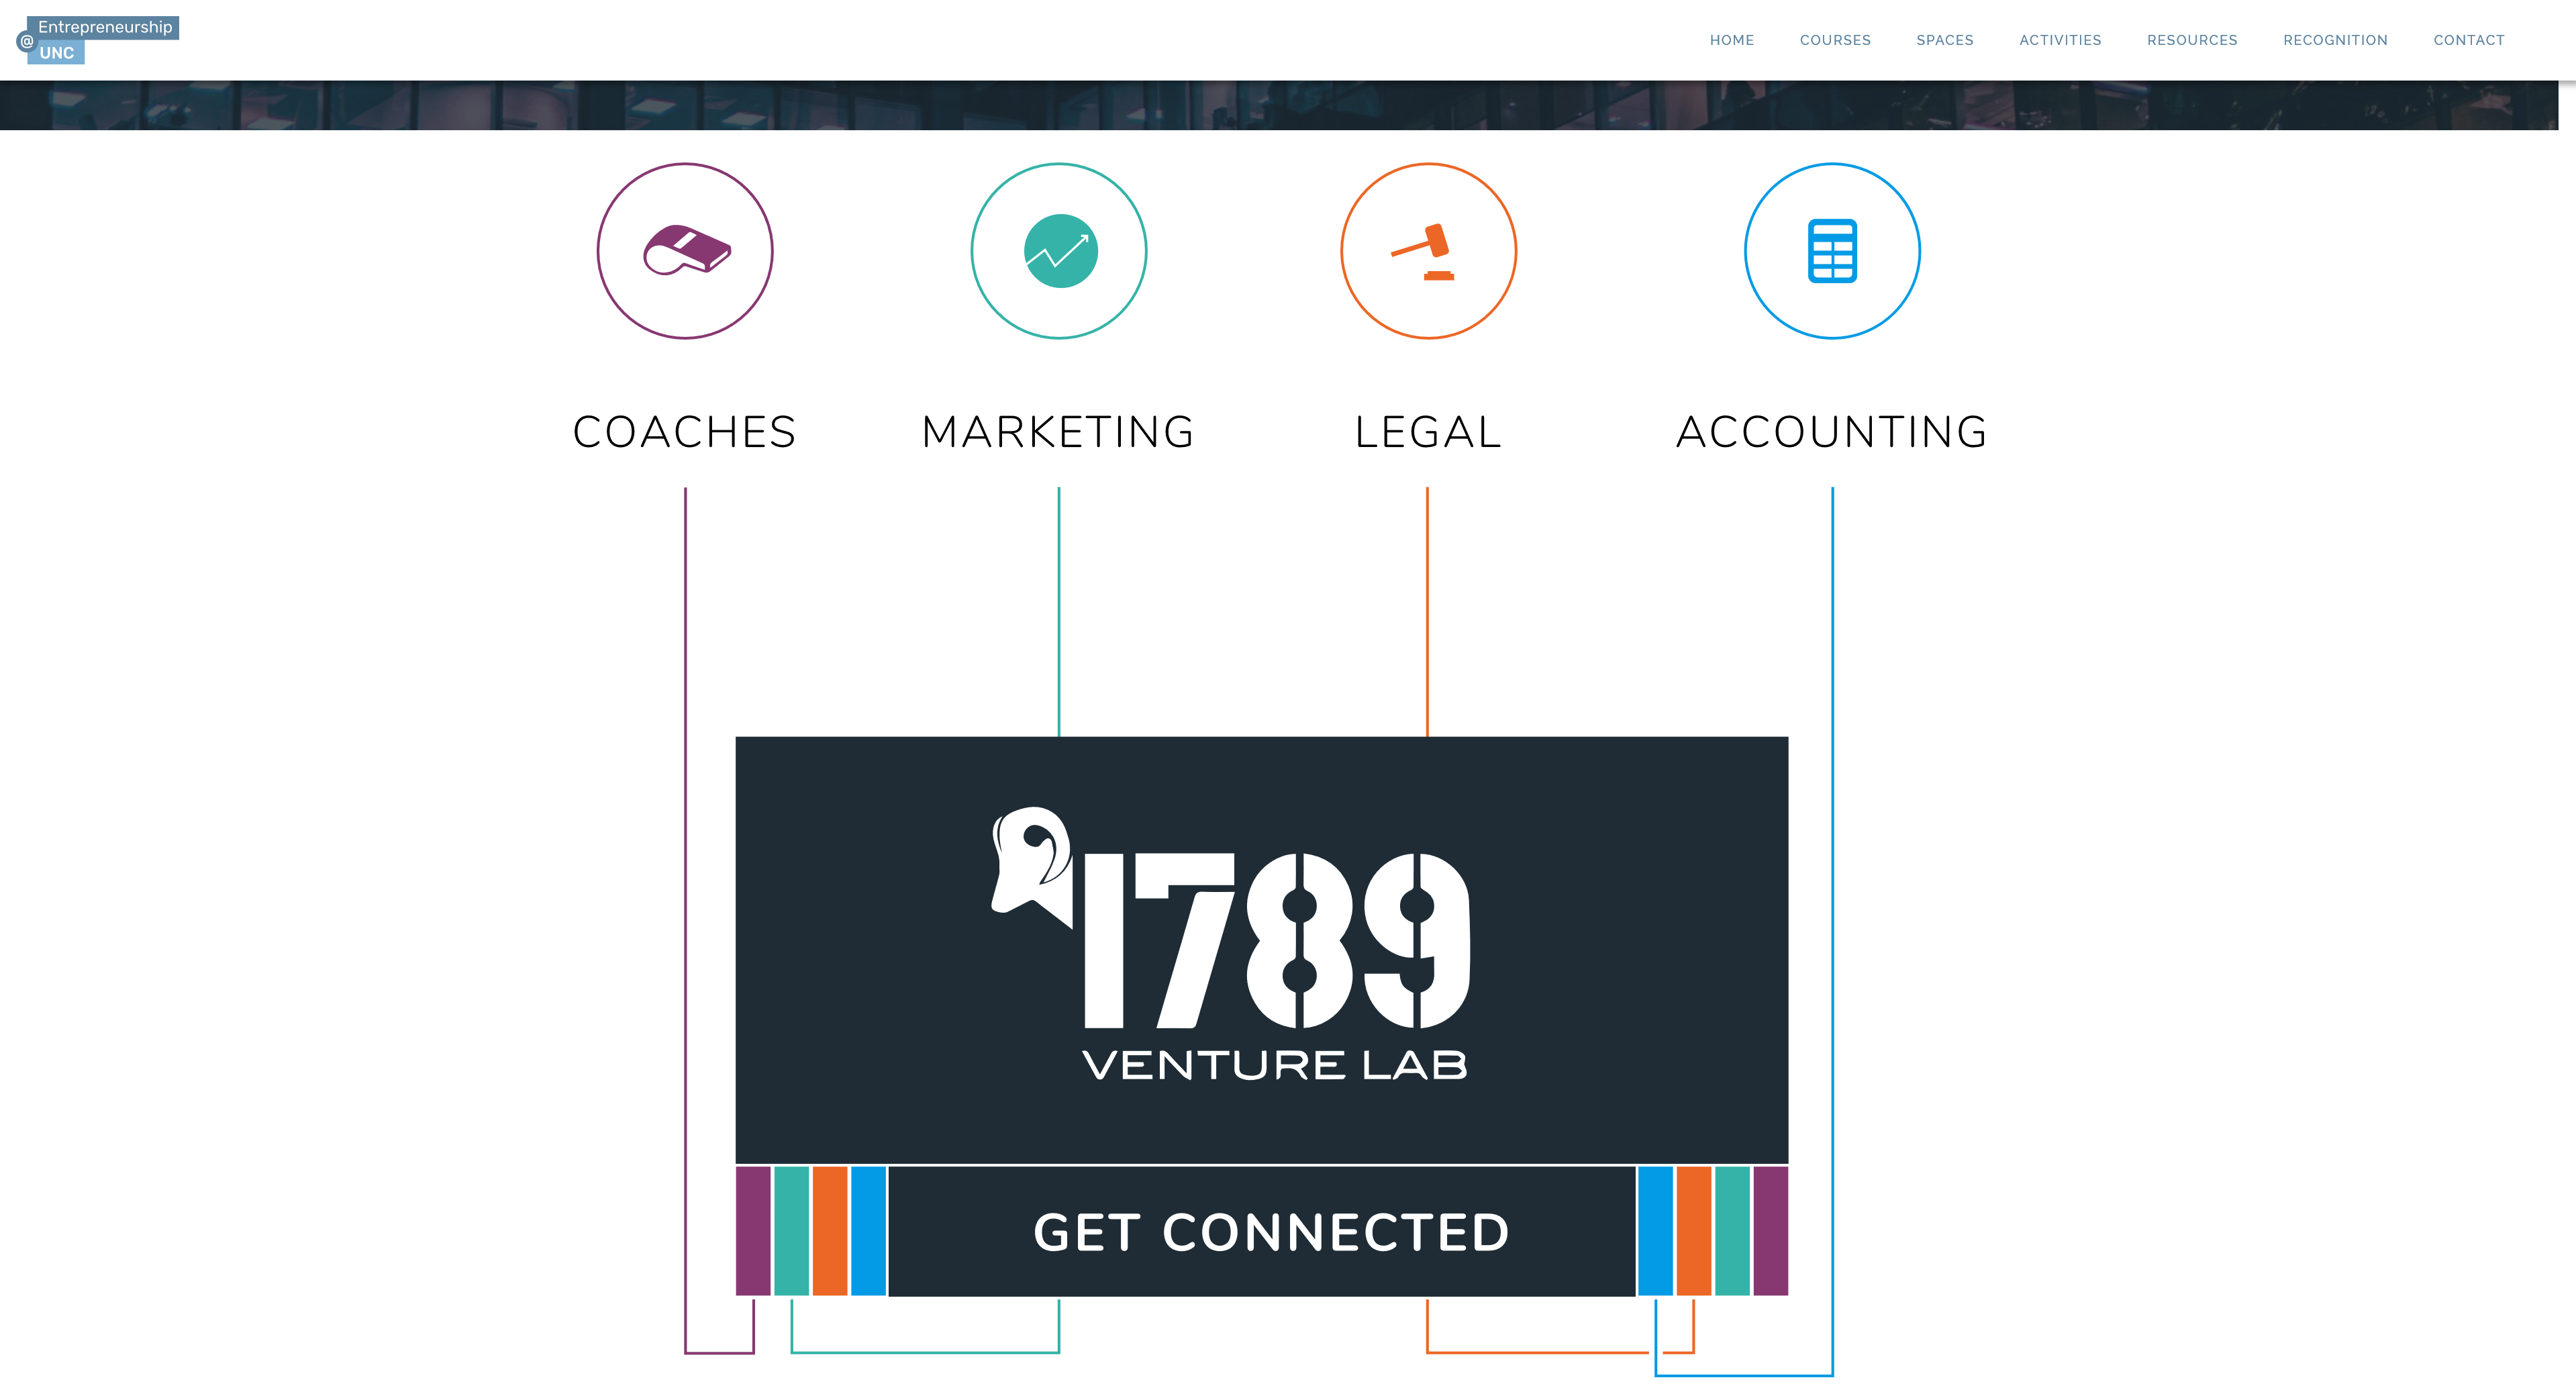 Entrepreneurship
@
UNC
HOME COURSES SPACES ACTIVITIES RESOURCES RECOGNITION CONTACT
COACHES MARKETING LEGAL ACCOUNTING
1789
VENTURE LAB
GET CONNECTED